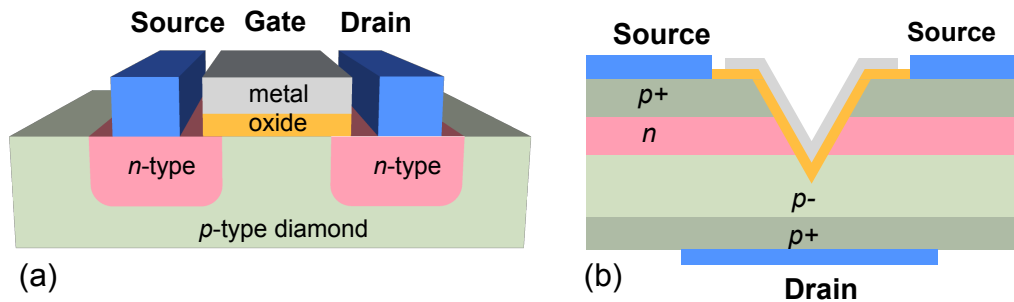 Source Gate Drain
metal
oxide
n-type n-type
p-type diamond
(a)
Source Source
p+
n
p-
p+
(b)
Drain